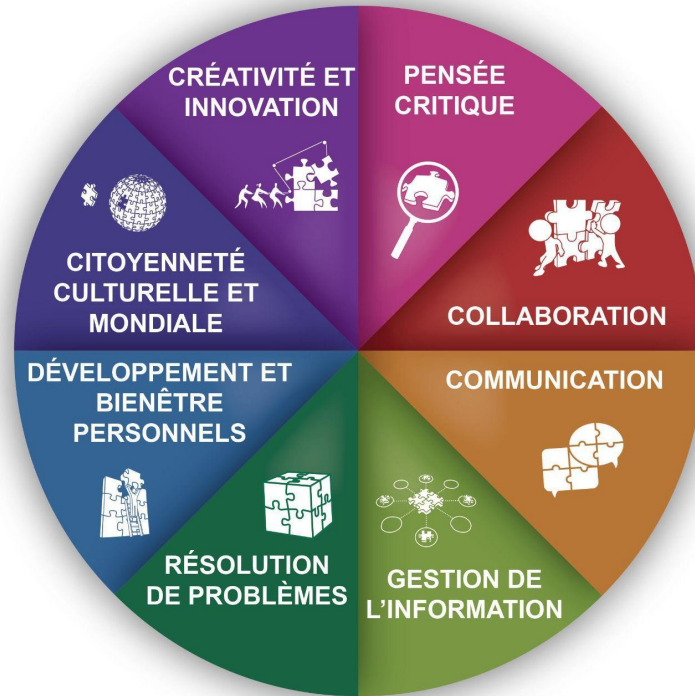 CRÉATIVITÉ ET
INNOVATION
PENSÉE
CRITIQUE
COLLABORATION
COMMUNICATION
GESTION DE
L'INFORMATION
RÉSOLUTION
DE PROBLÈMES
DÉVELOPPEMENT ET
BIENÊTRE
PERSONNELS
CITOYENNETÉ
CULTURELLE ET
MONDIALE